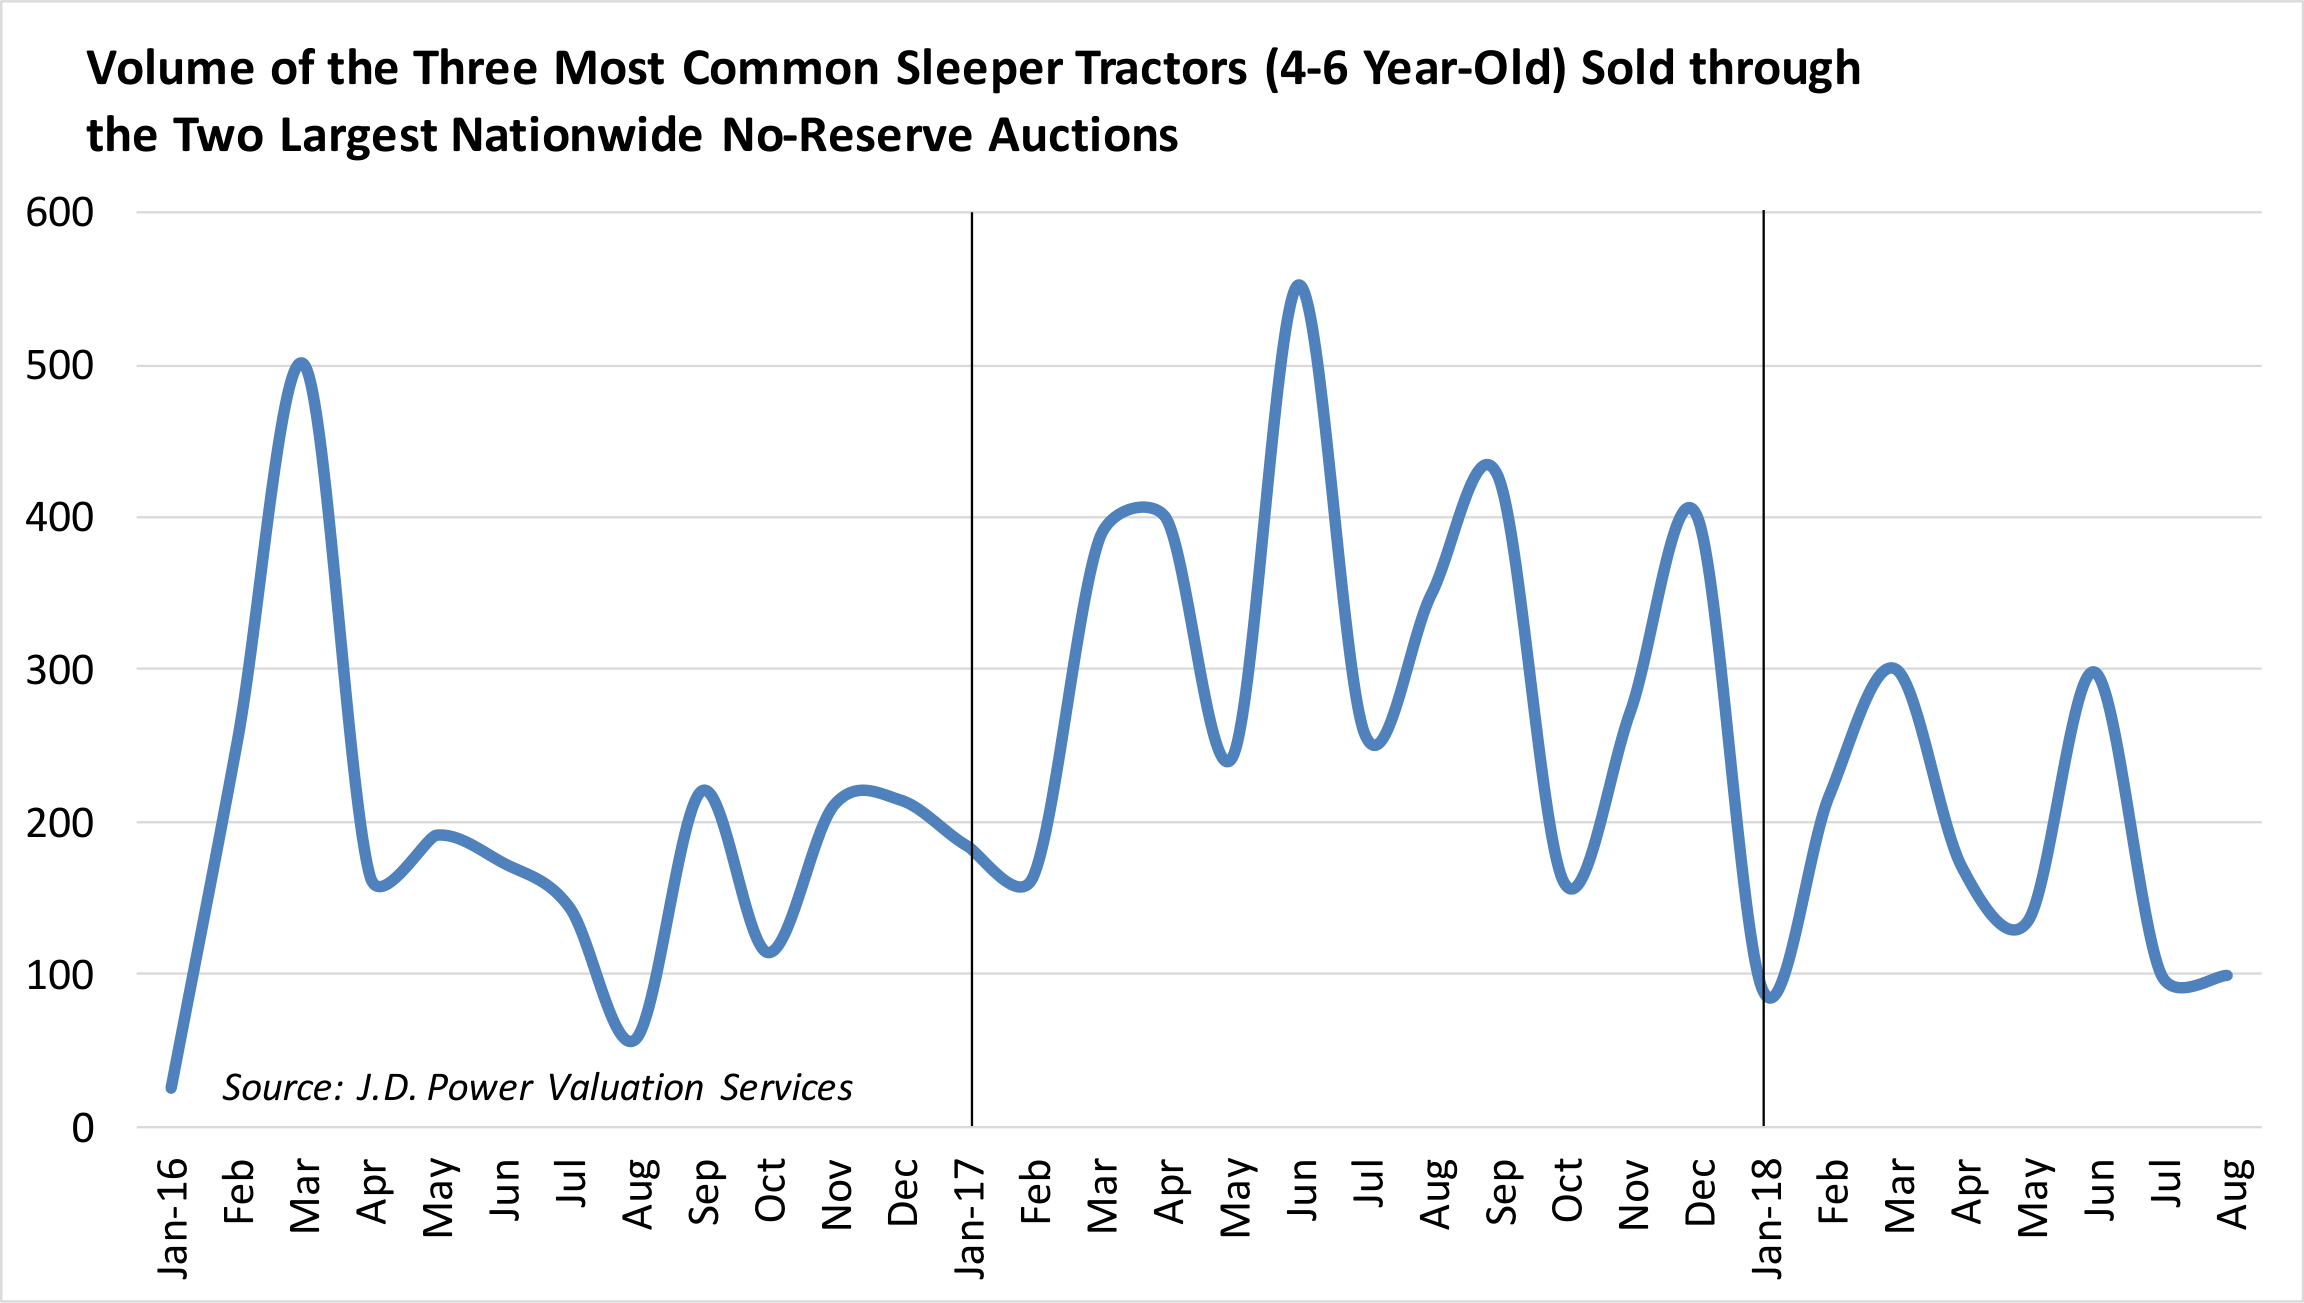 Volume of the Three Most Common Sleeper Tractors (4-6 Year-Old) Sold through
the Two Largest Nationwide No-Reserve Auctions
600
500
400
300
200
100
0
Source: J.D. Power Valuation Services
Jan-16
Feb
Mar
Apr
May
Jun
Jul
Aug
Sep
Oct
Nov
Dec
Jan-17
Feb
Mar
Apr
May
Jun
Jul
Aug
Sep
Oct
Nov
Dec
Jan-18
Feb
Mar
Apr
May
Jun
Jul
Aug